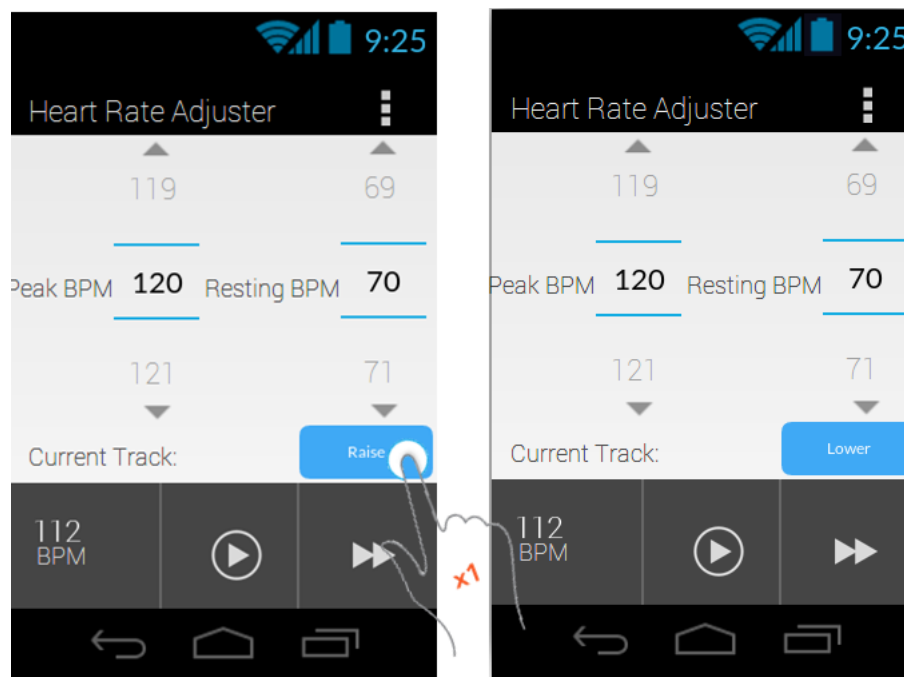 9:25
Heart Rate Adjuster
119 69
Peak BPM 120 Resting BPM 70
121 71
Current Track: Raise
112
BPM
x1
9:25
Heart Rate Adjuster
119 69
Peak BPM 120 Resting BPM 70
121 71
Current Track: Lower
112
BPM